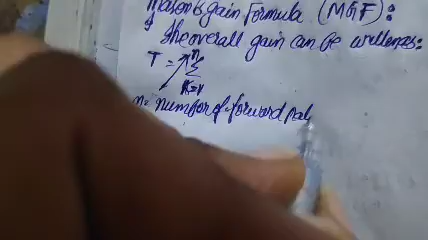 Mason's gain Formula (MGF):
The overall gain can be written as:
T = n Σ K=1
n = number of forward pat